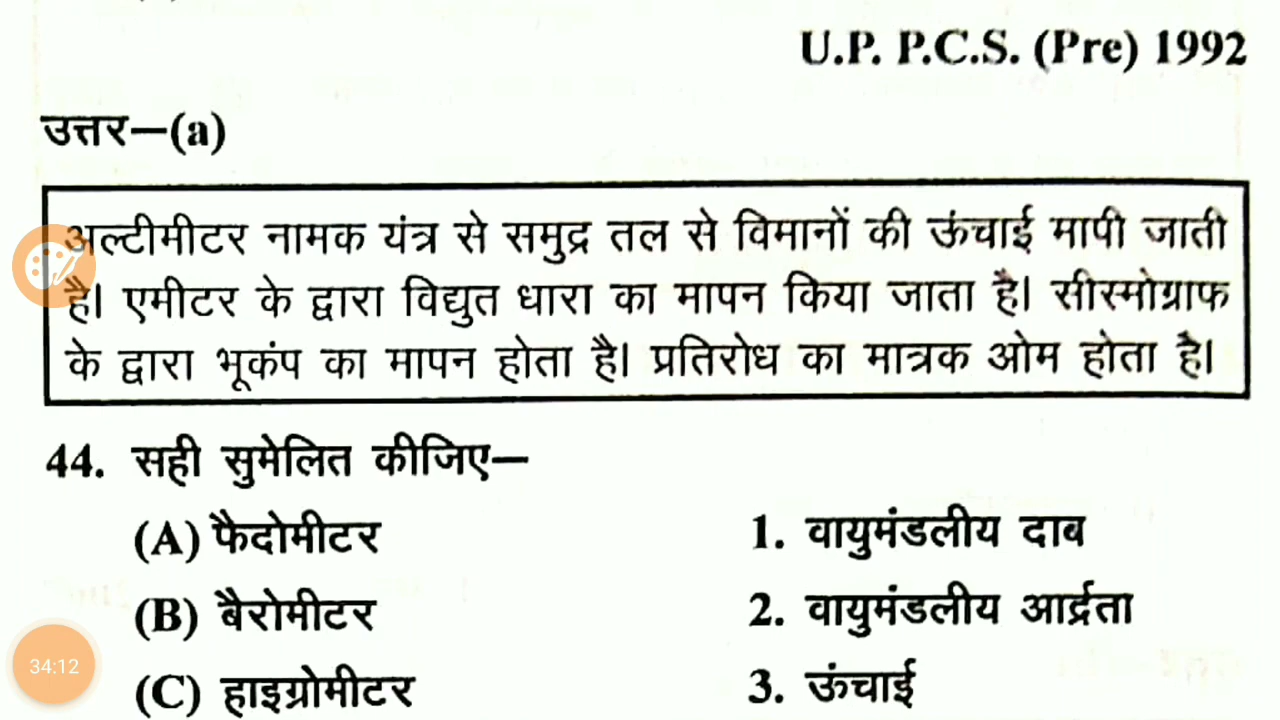 U.P. P.C.S. (Pre) 1992
उत्तर—(a)
अल्टीमीटर नामक यंत्र से समुद्र तल से विमानों की ऊंचाई मापी जाती
है। एमीटर के द्वारा विद्युत धारा का मापन किया जाता है। सीस्मोग्राफ
के द्वारा भूकंप का मापन होता है। प्रतिरोध का मात्रक ओम होता है।
44. सही सुमेलित कीजिए—
(A) फैदोमीटर 1. वायुमंडलीय दाब
(B) बैरोमीटर 2. वायुमंडलीय आर्द्रता
34:12
(C) हाइग्रोमीटर 3. ऊंचाई